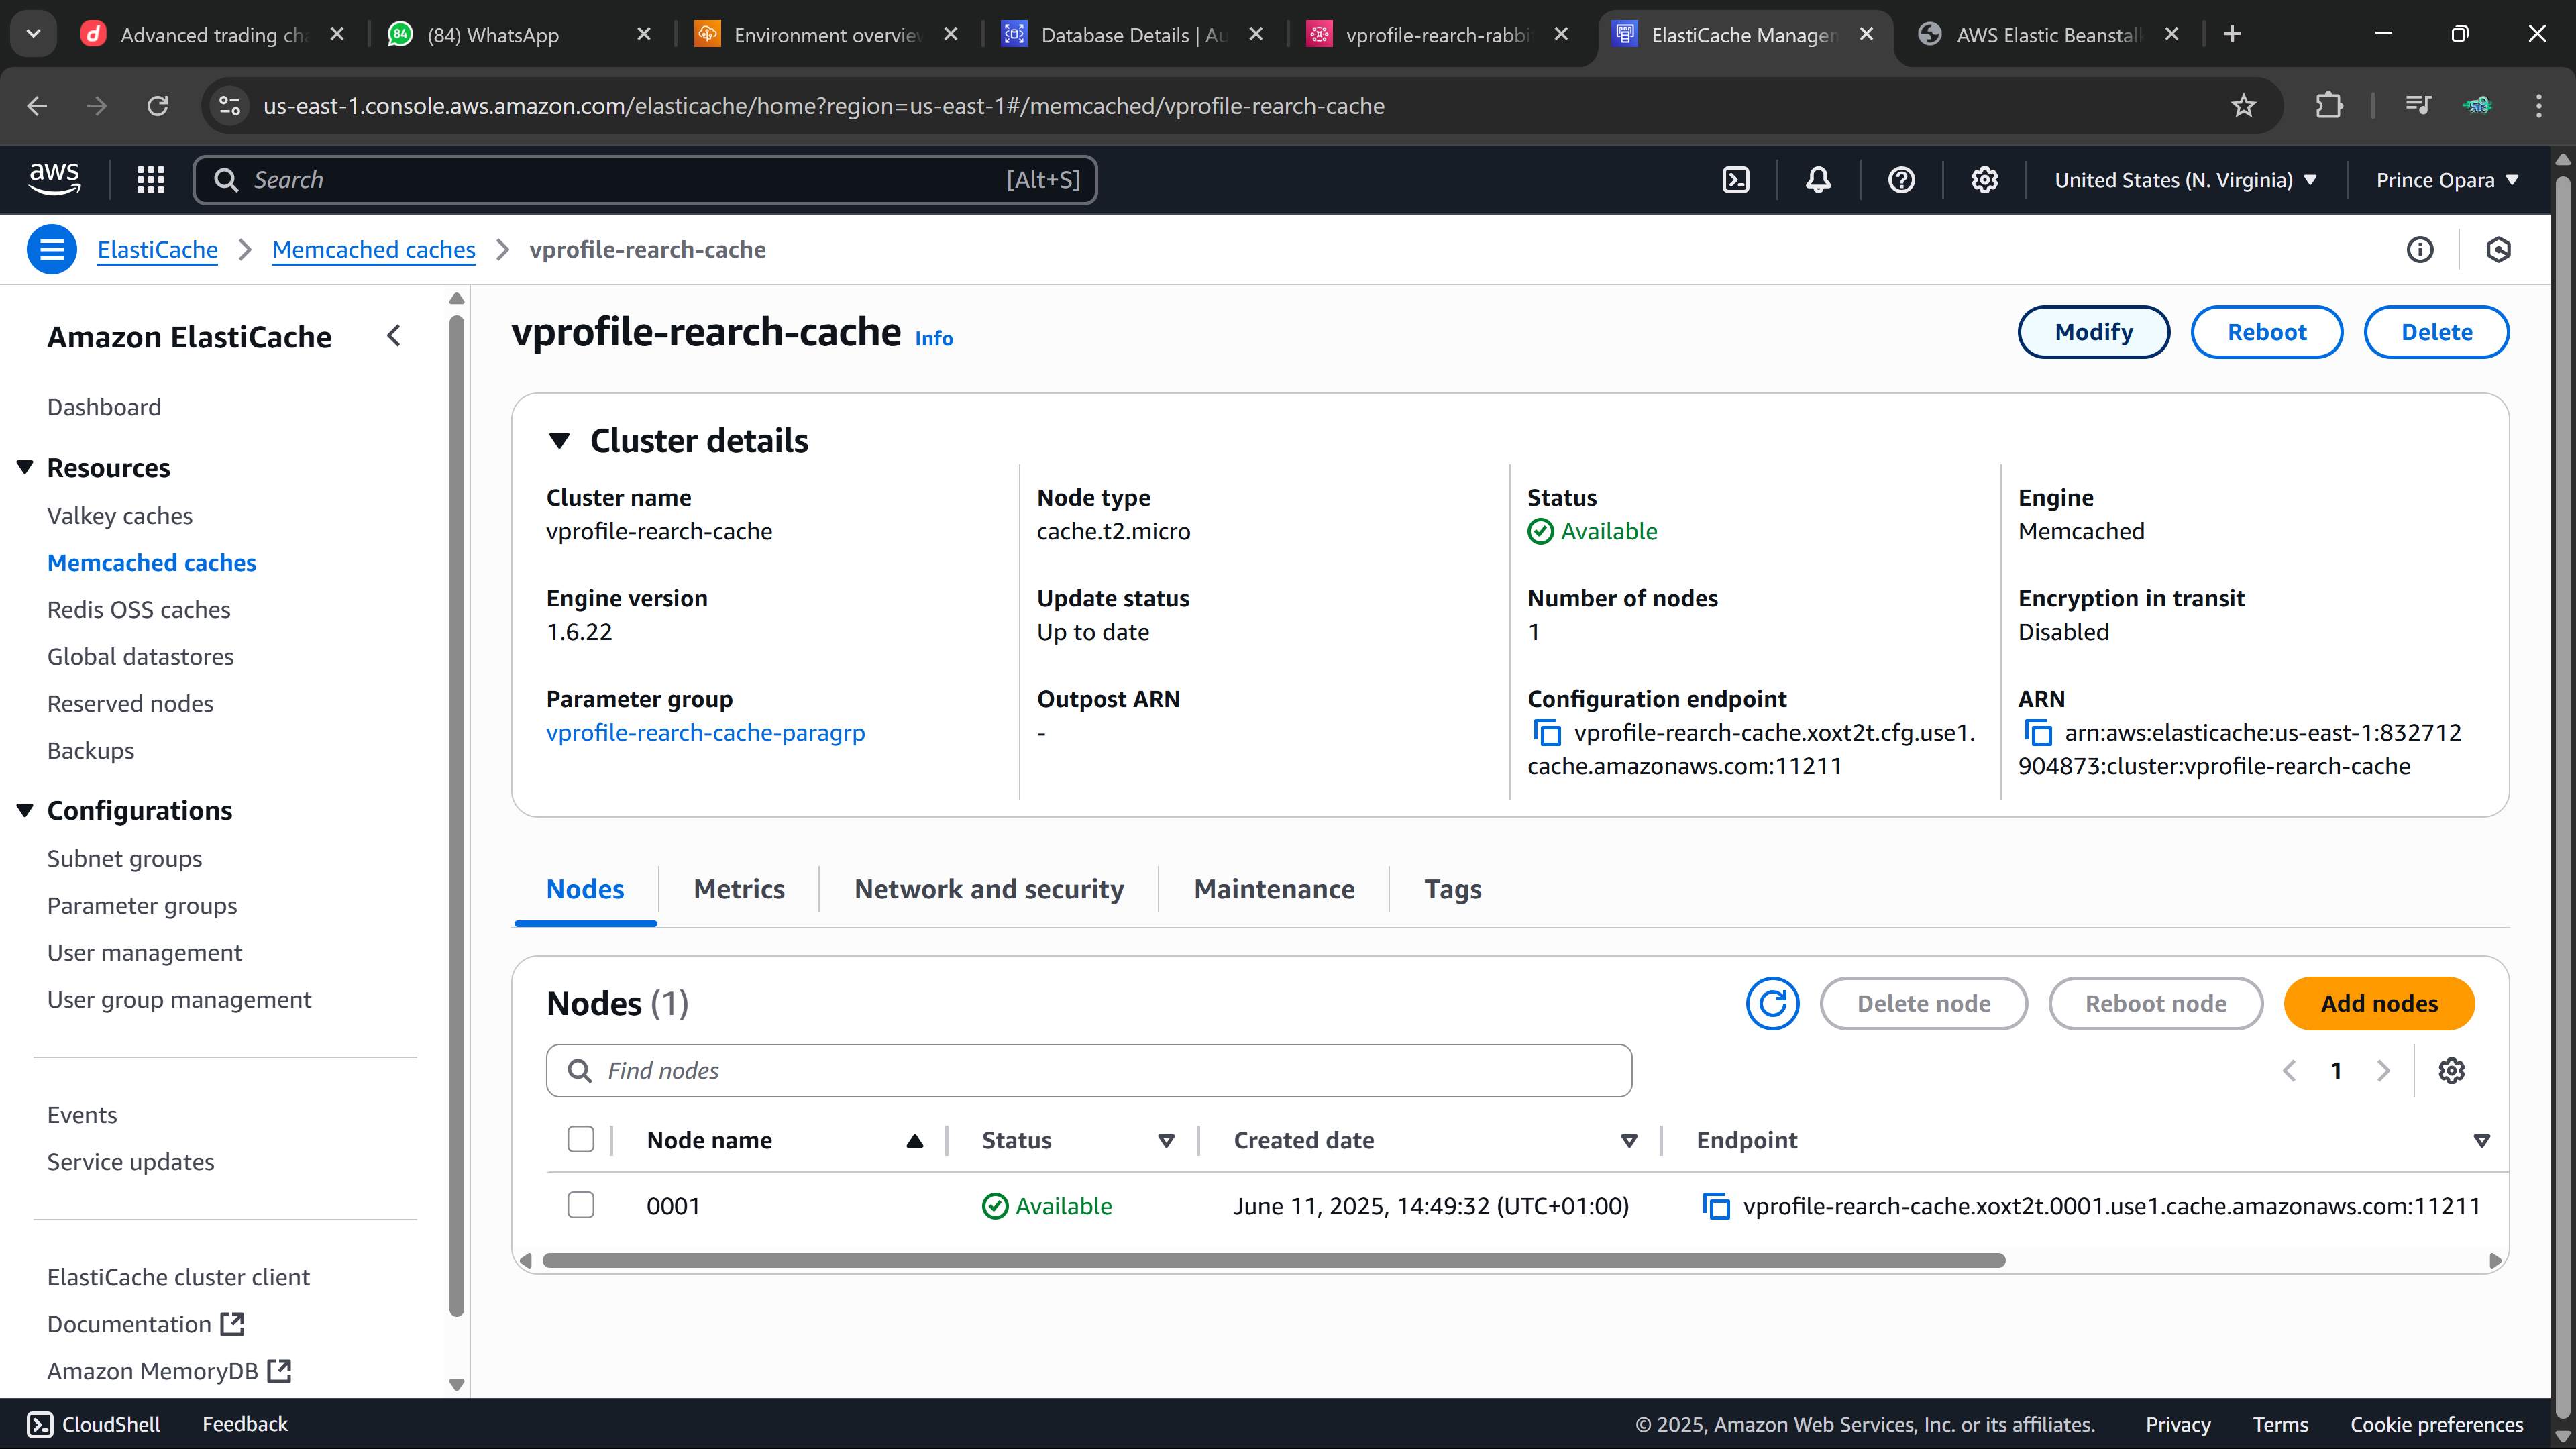 Advanced trading cha
(84) WhatsApp
Environment overview
Database Details | Au
vprofile-rearch-rabbi
ElastiCache Managem
AWS Elastic Beanstalk
us-east-1.console.aws.amazon.com/elasticache/home?region=us-east-1#/memcached/vprofile-rearch-cache
aws
Search
[Alt+S]
United States (N. Virginia)
Prince Opara
ElastiCache
Memcached caches
vprofile-rearch-cache
Amazon ElastiCache
Dashboard
Resources
Valkey caches
Memcached caches
Redis OSS caches
Global datastores
Reserved nodes
Backups
Configurations
Subnet groups
Parameter groups
User management
User group management
Events
Service updates
ElastiCache cluster client
Documentation
Amazon MemoryDB
vprofile-rearch-cache Info
Modify
Reboot
Delete
Cluster details
Cluster name
vprofile-rearch-cache
Node type
cache.t2.micro
Status
Available
Engine
Memcached
Engine version
1.6.22
Update status
Up to date
Number of nodes
1
Encryption in transit
Disabled
Parameter group
vprofile-rearch-cache-paragrp
Outpost ARN
-
Configuration endpoint
vprofile-rearch-cache.xoxt2t.cfg.use1.
cache.amazonaws.com:11211
ARN
arn:aws:elasticache:us-east-1:832712
904873:cluster:vprofile-rearch-cache
Nodes
Metrics
Network and security
Maintenance
Tags
Nodes (1)
Delete node
Reboot node
Add nodes
Find nodes
1
Node name
Status
Created date
Endpoint
0001
Available
June 11, 2025, 14:49:32 (UTC+01:00)
vprofile-rearch-cache.xoxt2t.0001.use1.cache.amazonaws.com:11211
CloudShell
Feedback
© 2025, Amazon Web Services, Inc. or its affiliates.
Privacy
Terms
Cookie preferences